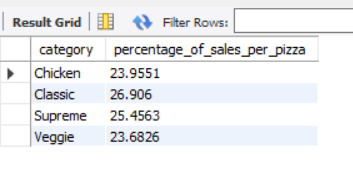 Result Grid Filter Rows:
category percentage_of_sales_per_pizza
Chicken 23.9551
Classic 26.906
Supreme 25.4563
Veggie 23.6826